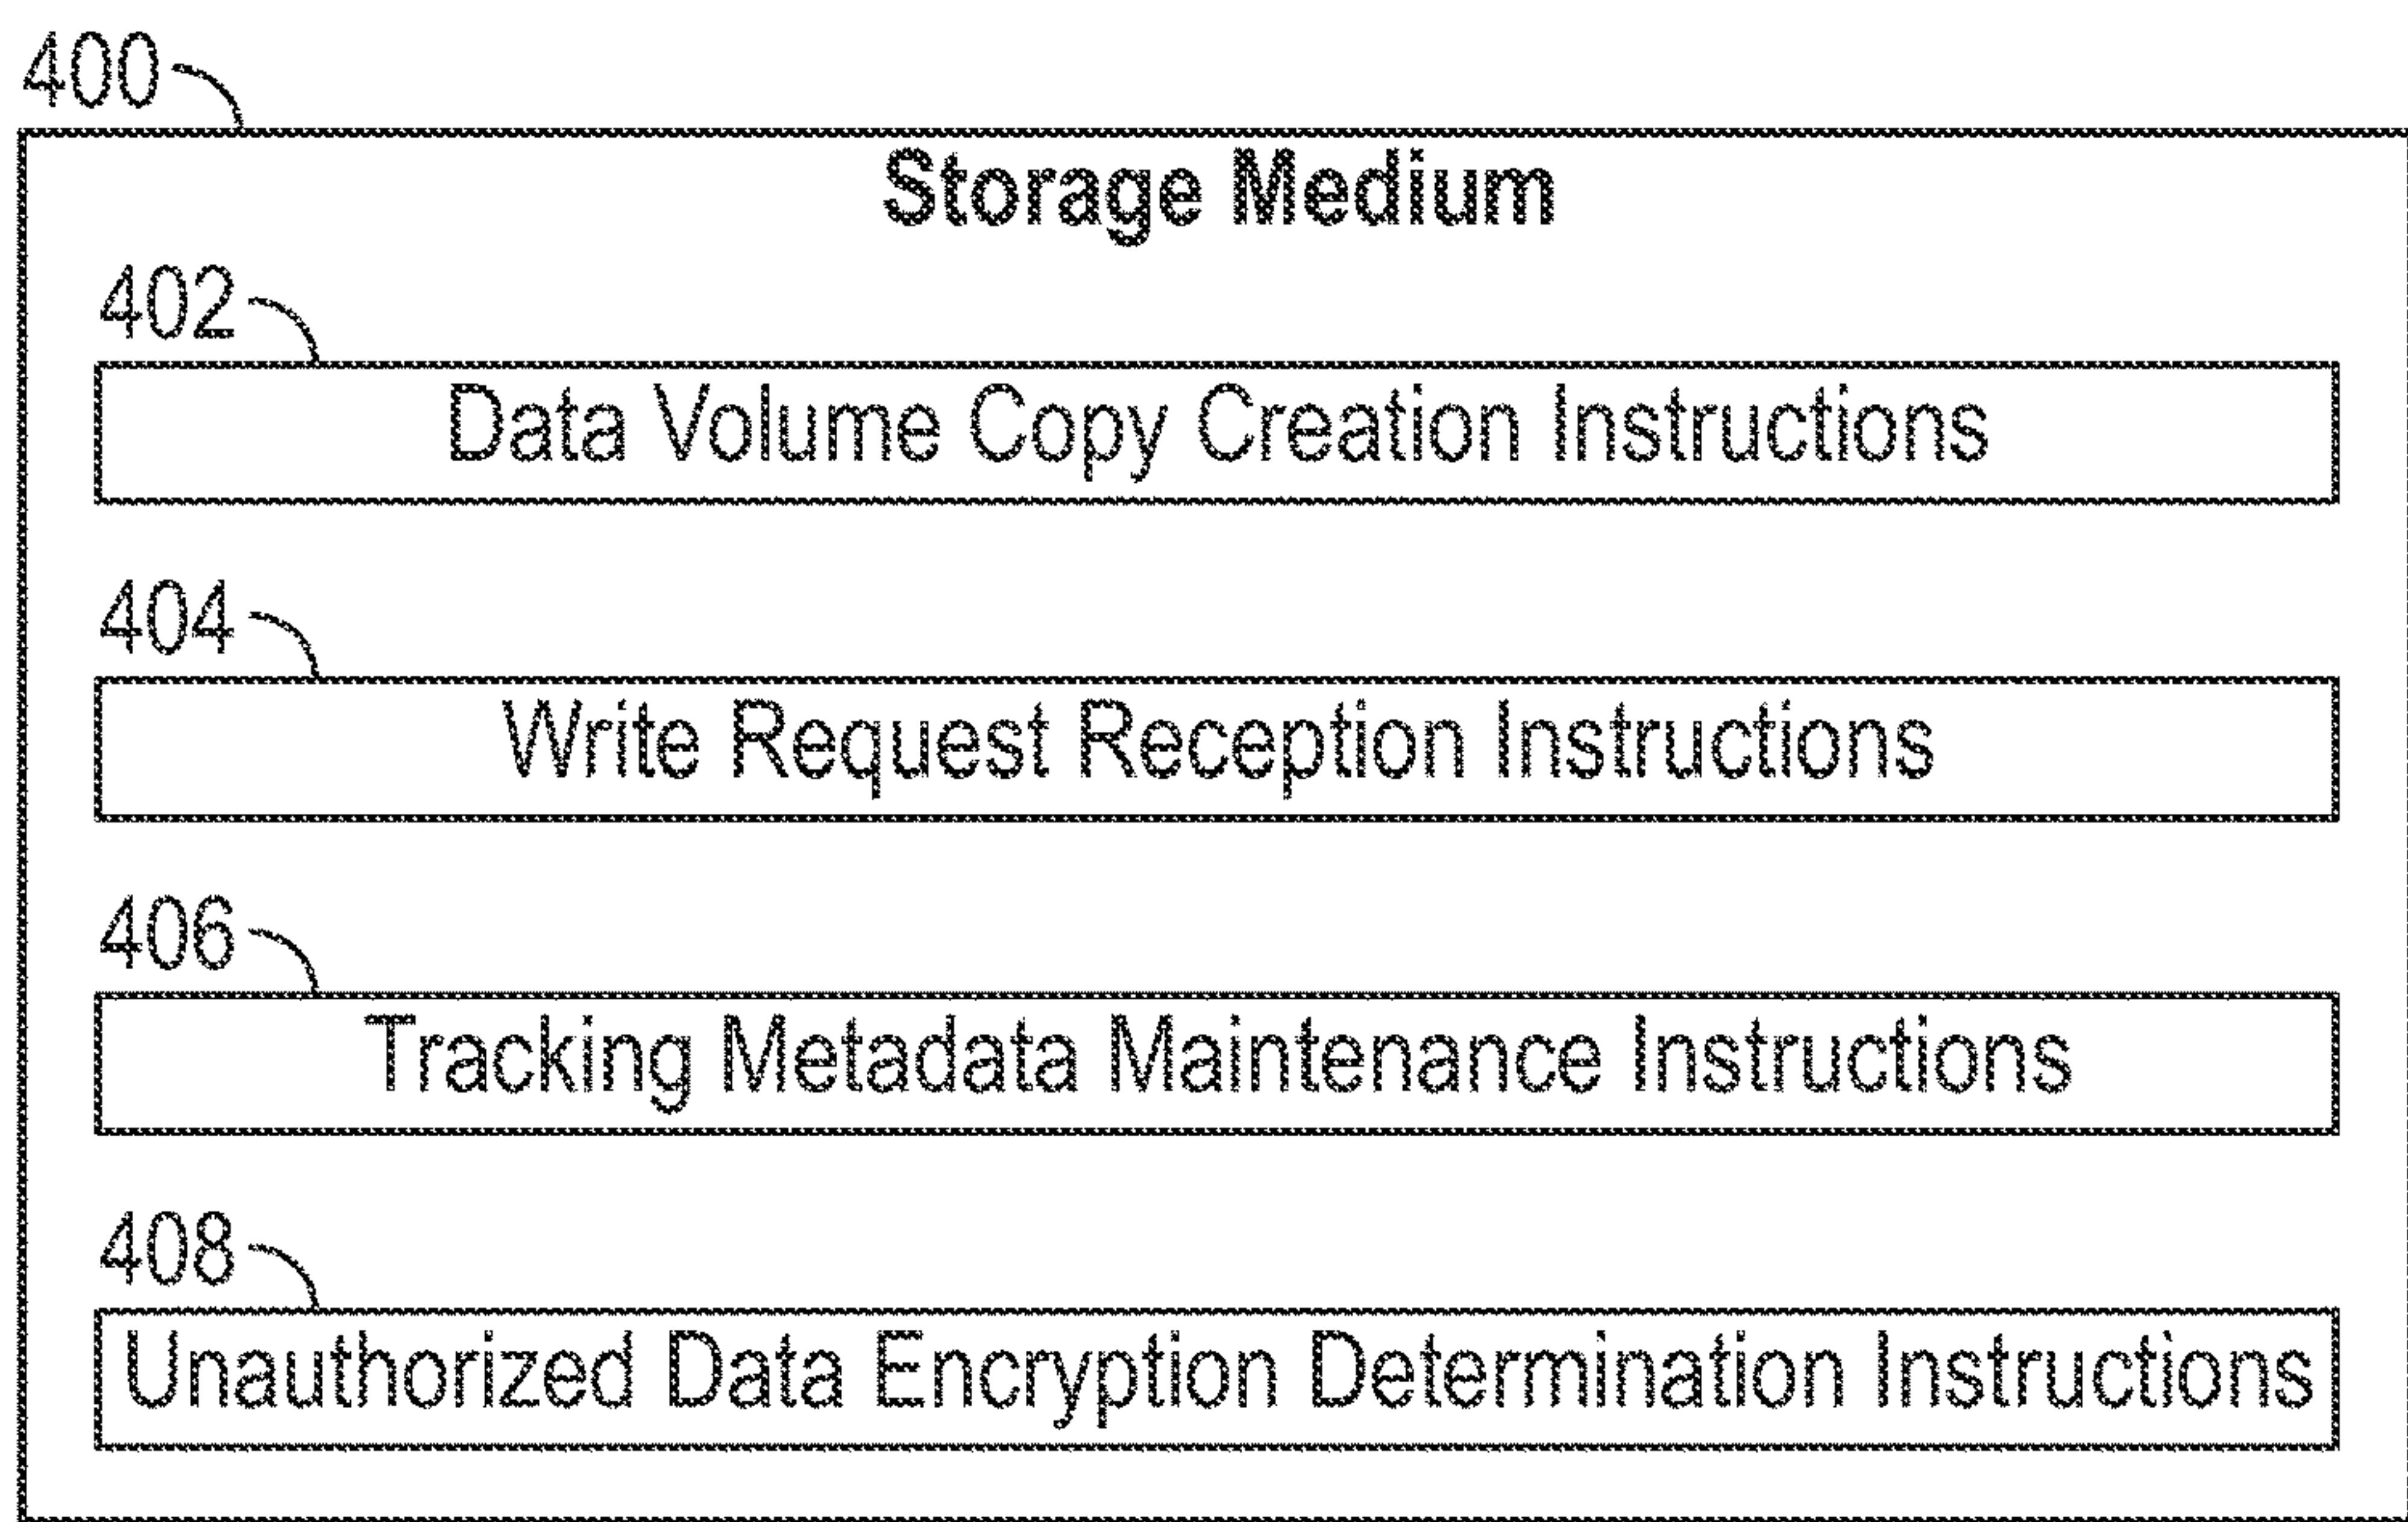 400
Storage Medium
402
Data Volume Copy Creation Instructions
404
Write Request Reception Instructions
406
Tracking Metadata Maintenance Instructions
408
Unauthorized Data Encryption Determination Instructions